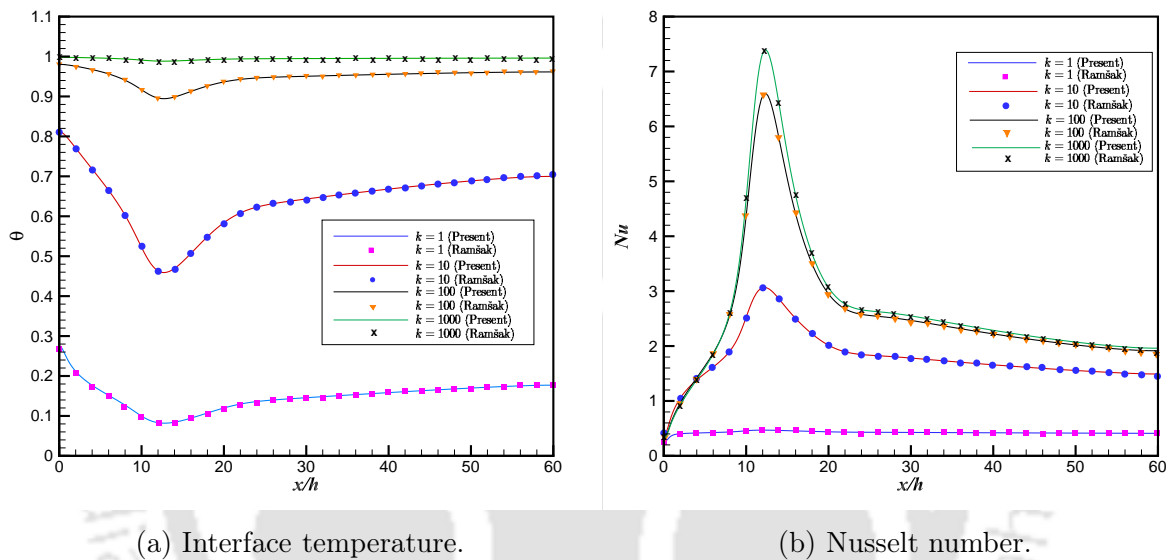 1.1
1
0.9
0.8
0.7
0.6
0.5
0.4
0.3
0.2
0.1
0
θ
0 10 20 30 40 50 60
x/h
k = 1 (Present)
k = 1 (Ramšak)
k = 10 (Present)
k = 10 (Ramšak)
k = 100 (Present)
k = 100 (Ramšak)
k = 1000 (Present)
k = 1000 (Ramšak)
(a) Interface temperature.
8
7
6
5
4
3
2
1
0
Nu
0 10 20 30 40 50 60
x/h
k = 1 (Present)
k = 1 (Ramšak)
k = 10 (Present)
k = 10 (Ramšak)
k = 100 (Present)
k = 100 (Ramšak)
k = 1000 (Present)
k = 1000 (Ramšak)
(b) Nusselt number.